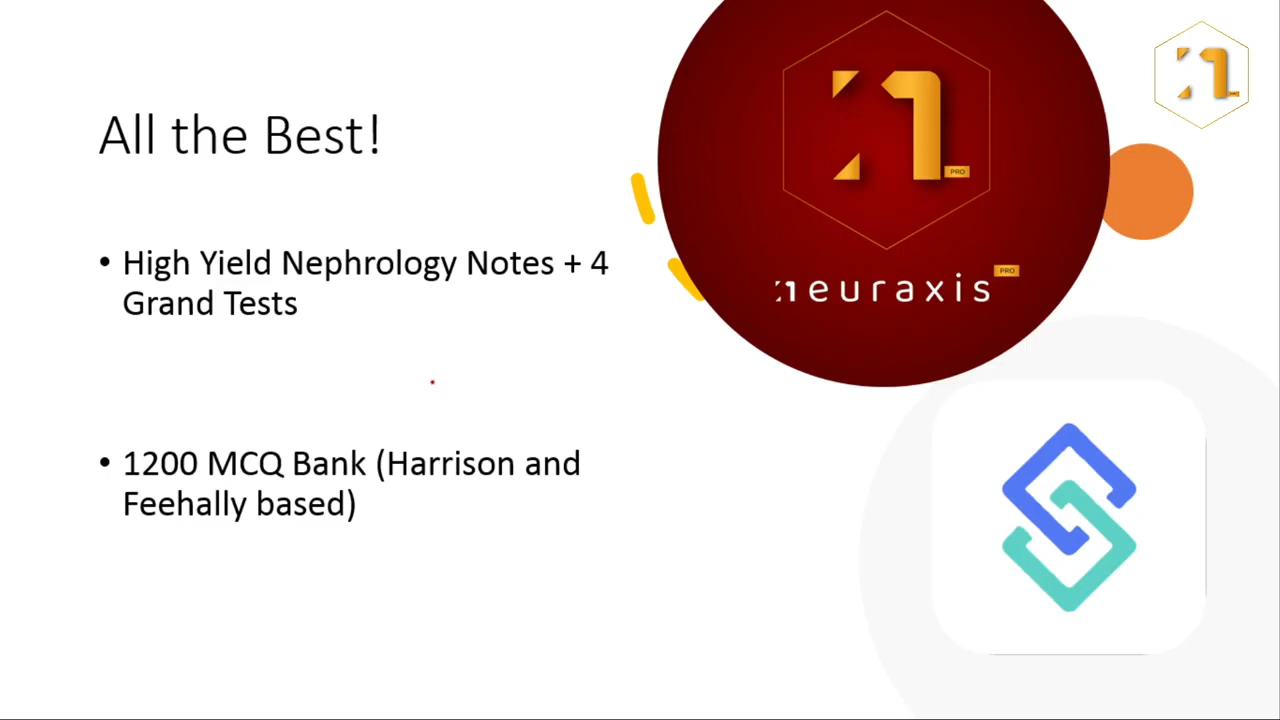 All the Best!
• High Yield Nephrology Notes + 4
Grand Tests
• 1200 MCQ Bank (Harrison and
Feehally based)
PRO
neuraxis
PRO